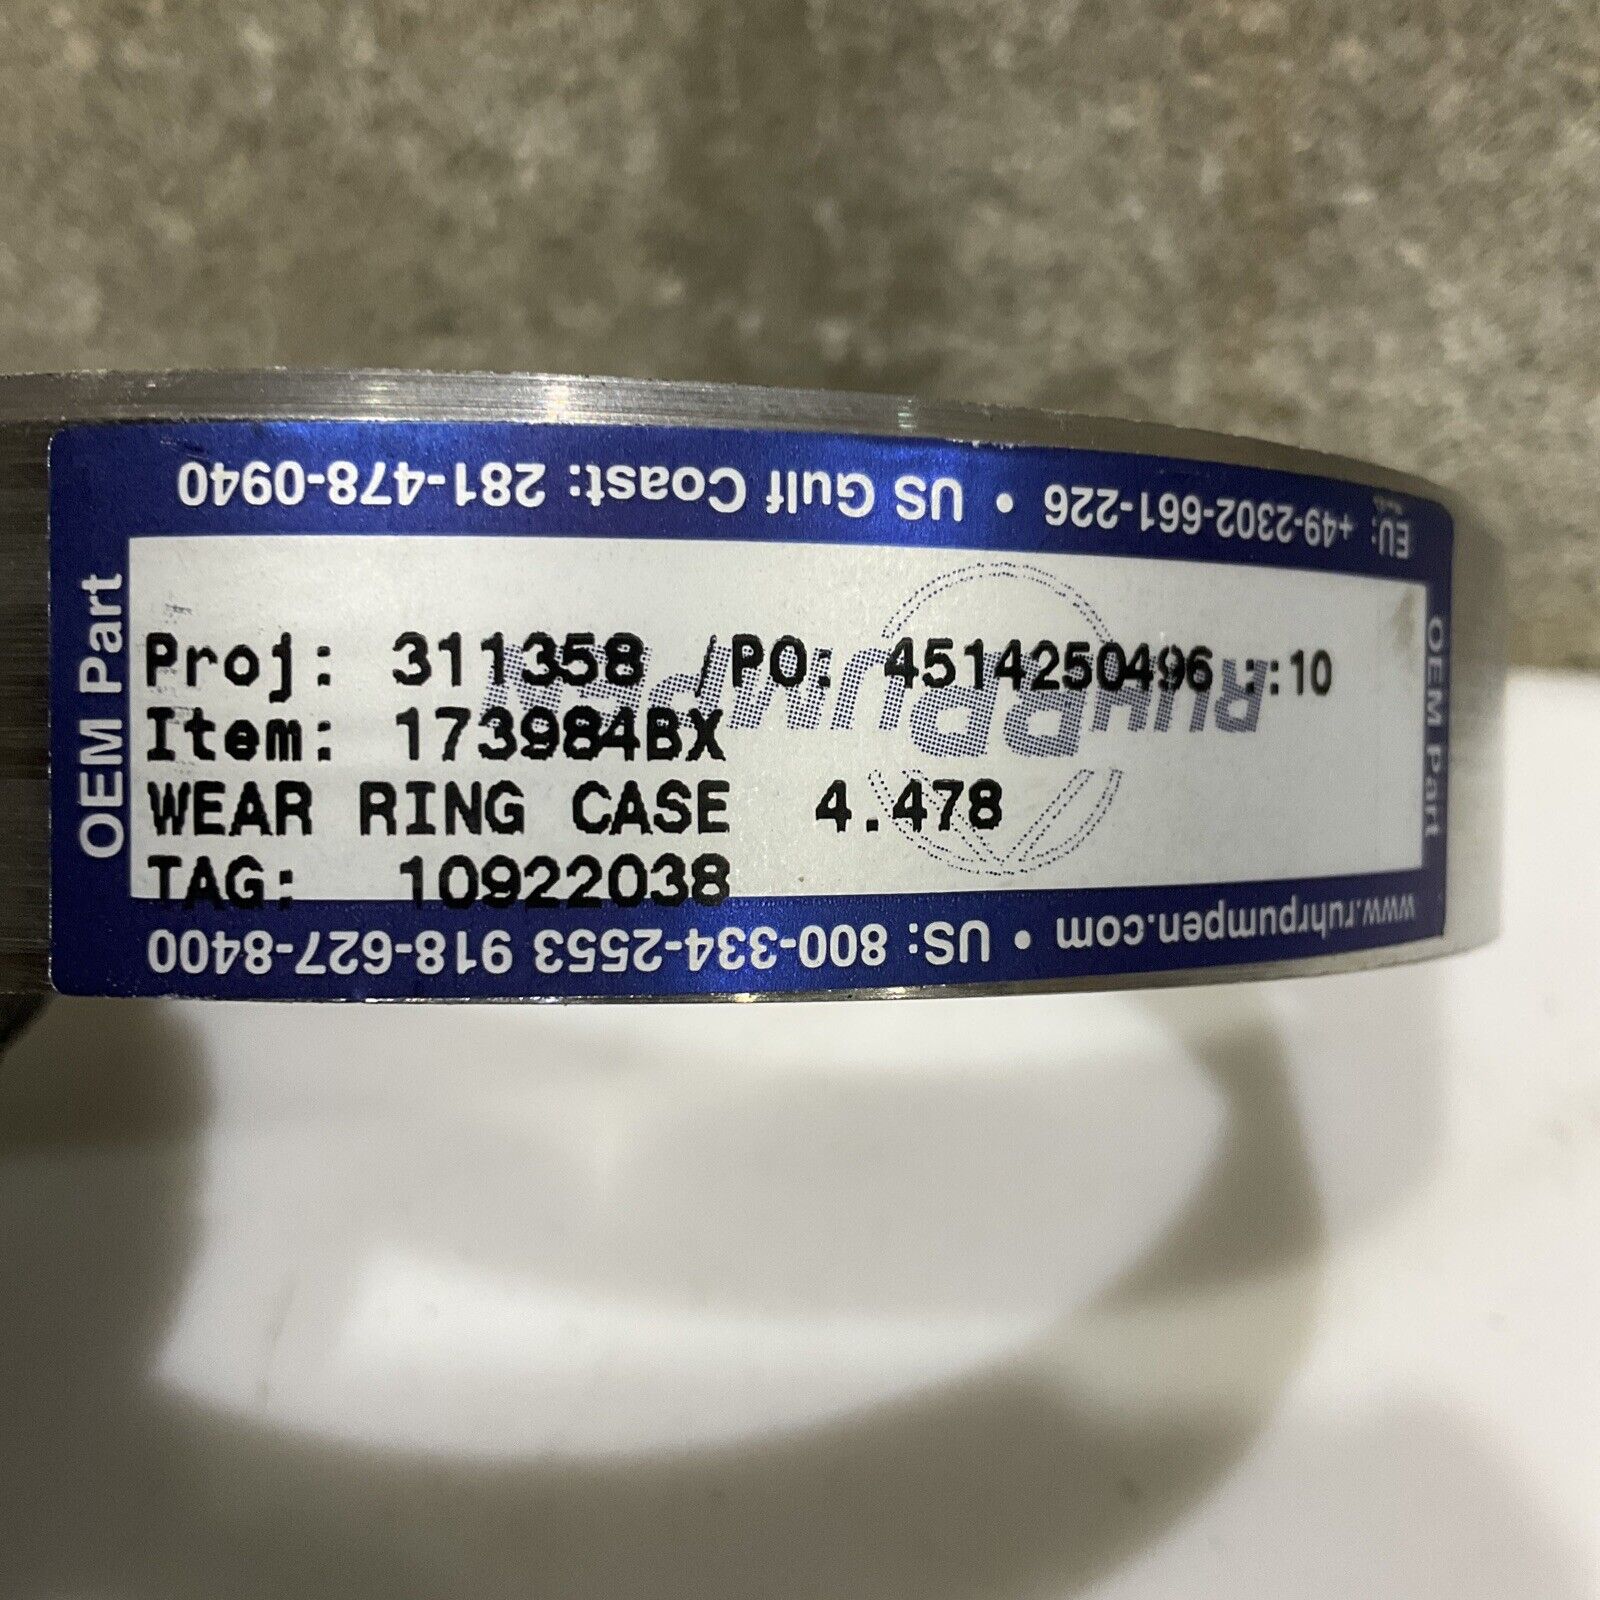 Proj: 311358 /PO: 4514250496 ::10
Item: 173984BX
WEAR RING CASE 4.478
TAG: 10922038
OEM Part
www.ruhrpumpen.com • US: 800-334-2553 918-627-8400
RUHRPUMPEN
EU: +49-2302-661-226 • US Gulf Coast: 281-478-0940
OEM Part